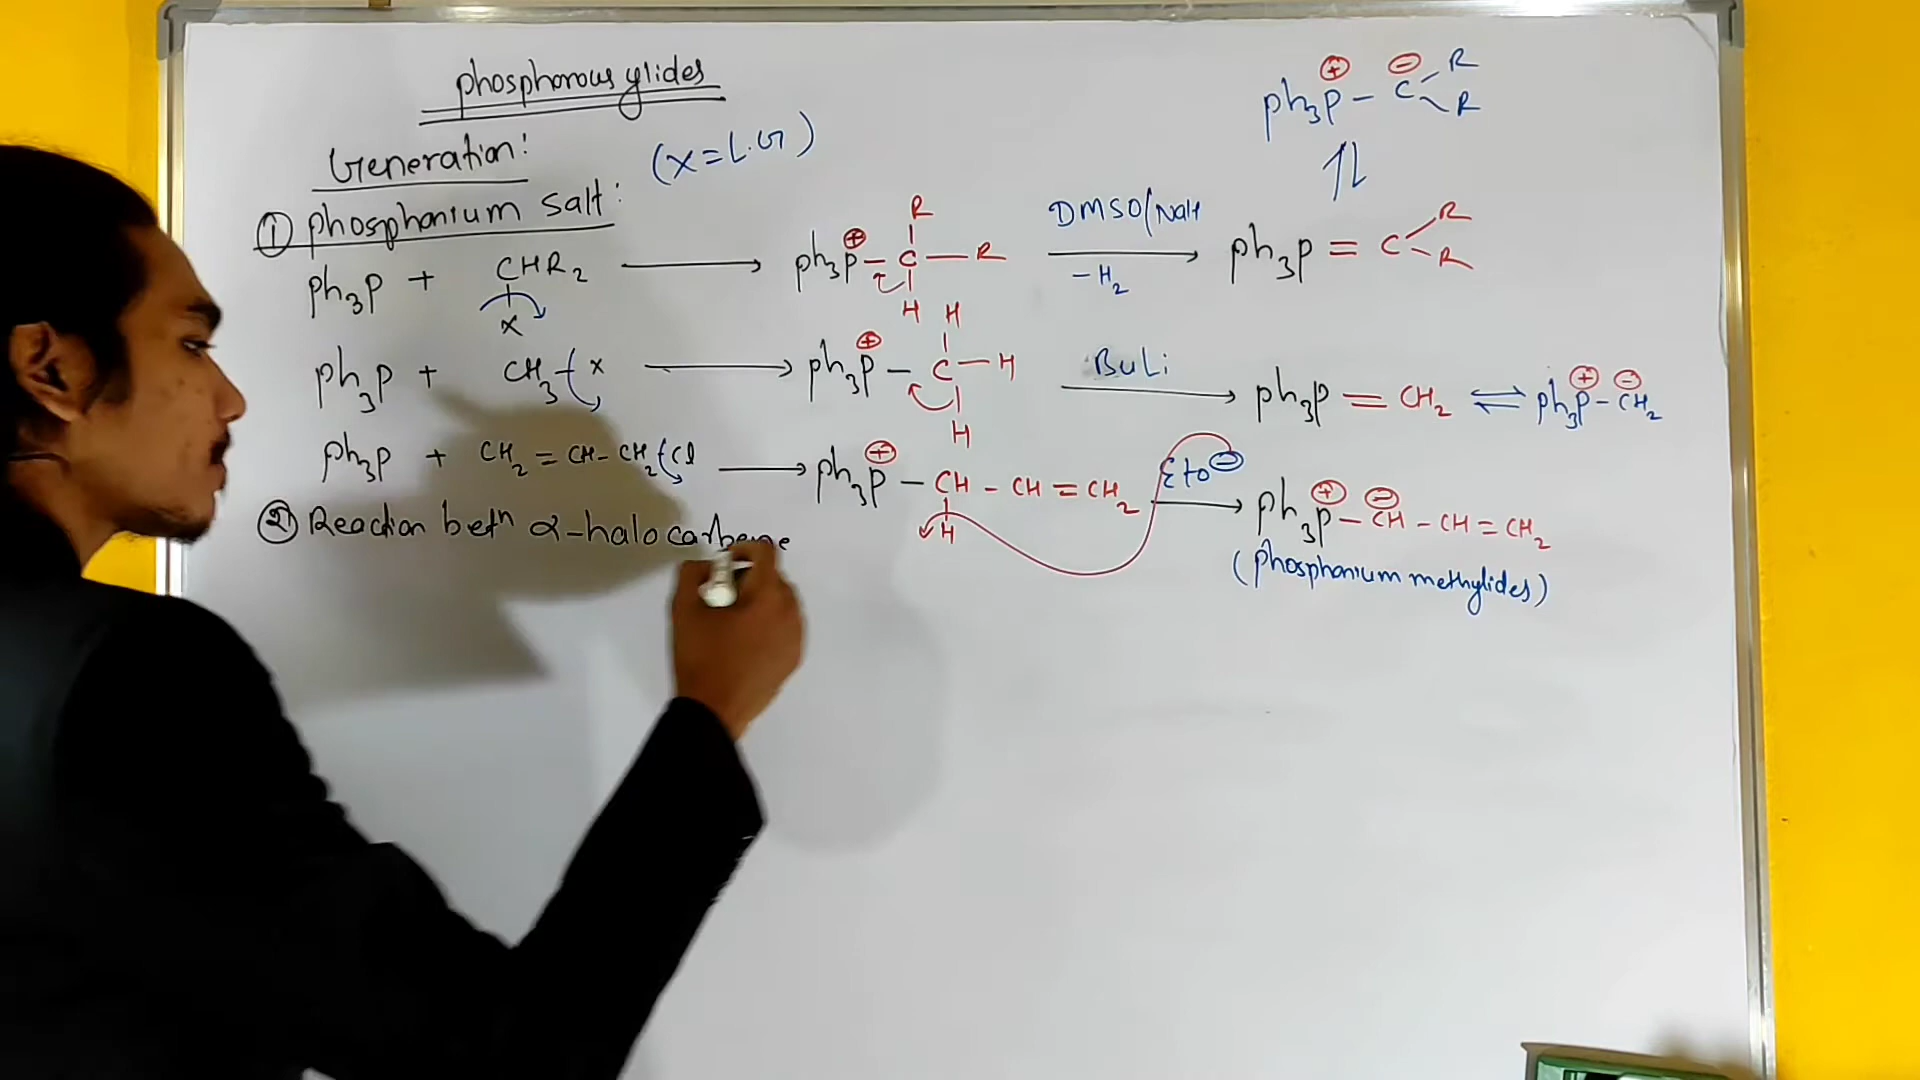 phosphorous ylides
Generation:
(X = L.G)
① phosphonium salt:
ph₃P + CHR₂ X ⟶ ph₃P⊕ – C – R R H DMSO/NaH –H₂ ⟶ ph₃P = C R R
⇌
ph₃P⊕ – C⊖ R R
ph₃P + CH₃ – X ⟶ ph₃P⊕ – C – H H H BuLi ⟶ ph₃P = CH₂ ⇌ ph₃P⊕ – CH₂⊖
ph₃P + CH₂ = CH – CH₂ – Cl ⟶ ph₃P⊕ – CH – CH = CH₂ H EtO⊖ ⟶ ph₃P⊕ – CH⊖ – CH = CH₂
(phosphonium methylides)
② Reaction betⁿ α-halo carbene